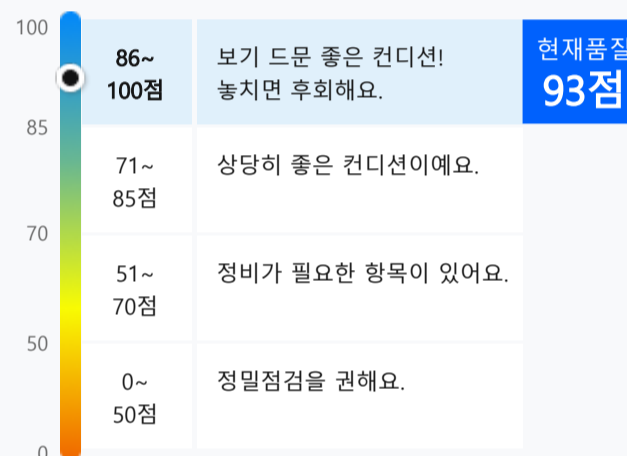 100
86~
100점
보기 드문 좋은 컨디션!
놓치면 후회해요.
현재품질
93점
85
71~
85점
상당히 좋은 컨디션이예요.
70
51~
70점
정비가 필요한 항목이 있어요.
50
0~
50점
정밀점검을 권해요.
0